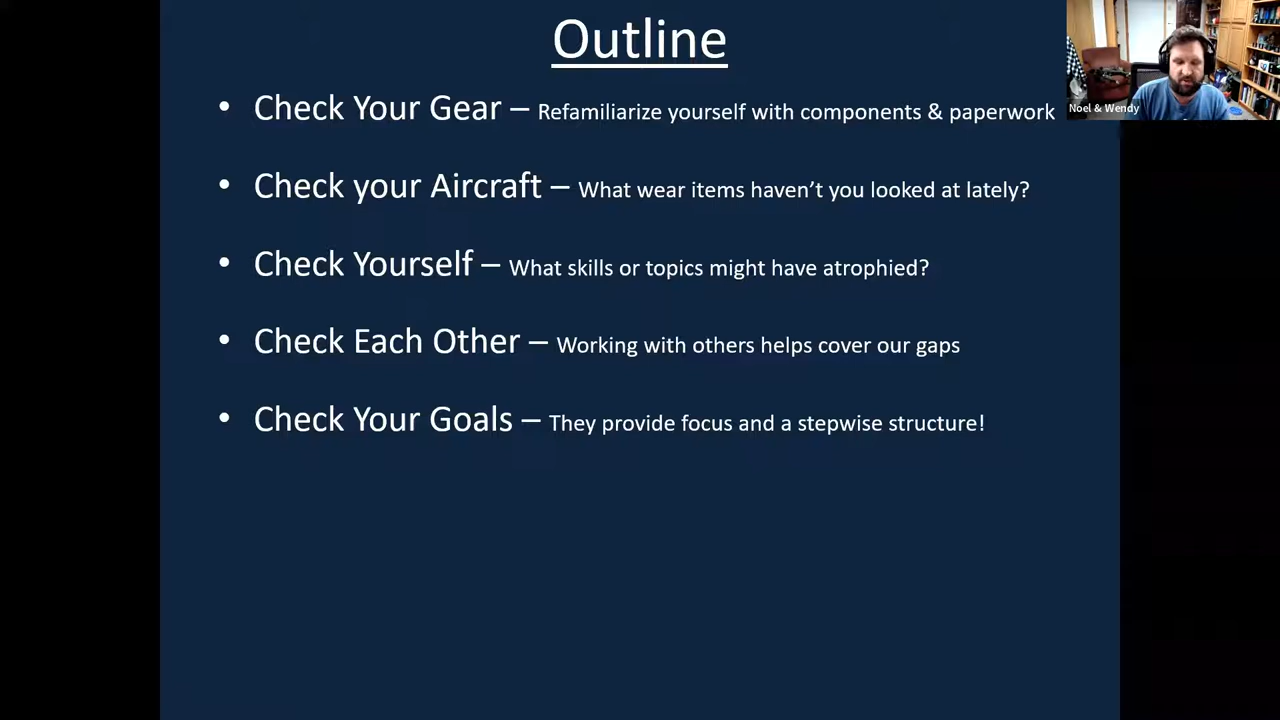 Outline
• Check Your Gear – Refamiliarize yourself with components & paperwork
• Check your Aircraft – What wear items haven’t you looked at lately?
• Check Yourself – What skills or topics might have atrophied?
• Check Each Other – Working with others helps cover our gaps
• Check Your Goals – They provide focus and a stepwise structure!
Noel & Wendy